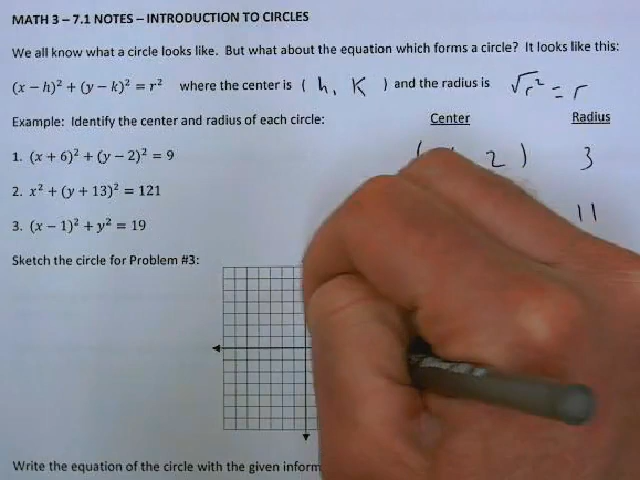 MATH 3 – 7.1 NOTES – INTRODUCTION TO CIRCLES
We all know what a circle looks like. But what about the equation which forms a circle? It looks like this:
(x − h)² + (y − k)² = r² where the center is ( h, K ) and the radius is √r² = r
Example: Identify the center and radius of each circle: Center Radius
1. (x + 6)² + (y − 2)² = 9 ( 2 ) 3
2. x² + (y + 13)² = 121 11
3. (x − 1)² + y² = 19
Sketch the circle for Problem #3:
Write the equation of the circle with the given